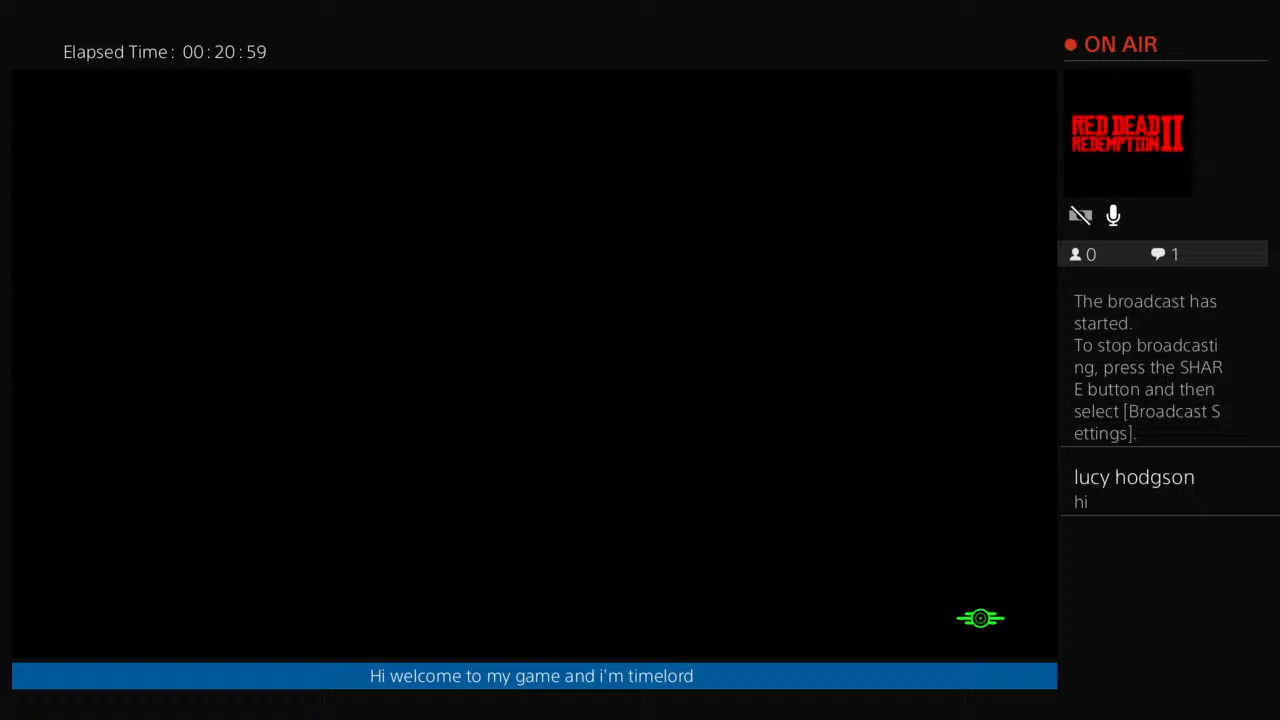 Elapsed Time: 00:20:59
ON AIR
RED DEAD
REDEMPTION II
0 1
The broadcast has
started.
To stop broadcasti
ng, press the SHAR
E button and then
select [Broadcast S
ettings].
lucy hodgson
hi
Hi welcome to my game and i'm timelord